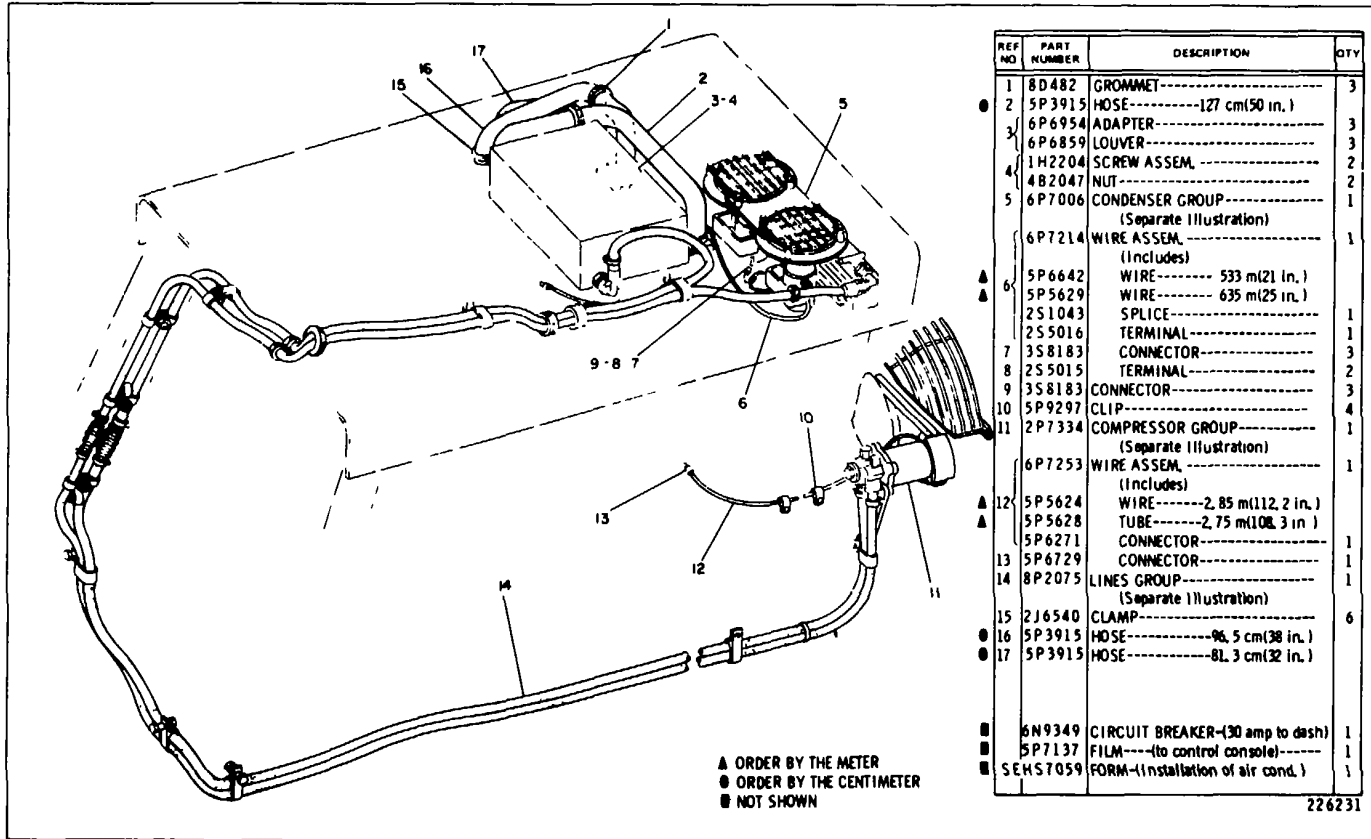 1
17
16
15
2
3-4
5
9-8 7
6
10
13
12
11
14
▲ ORDER BY THE METER
● ORDER BY THE CENTIMETER
■ NOT SHOWN
REF NO PART NUMBER DESCRIPTION QTY
1 8D482 GROMMET 3
● 2 5P3915 HOSE---------127 cm(50 in.)
3 6P6954 ADAPTER 3
6P6859 LOUVER 3
4 1H2204 SCREW ASSEM. 2
4B2047 NUT 2
5 6P7006 CONDENSER GROUP 1
(Separate Illustration)
6P7214 WIRE ASSEM. 1
(Includes)
▲ 6 5P6642 WIRE------ 533 m(21 in.)
▲ 5P5629 WIRE------ 635 m(25 in.)
2S1043 SPLICE 1
2S5016 TERMINAL 1
7 3S8183 CONNECTOR 3
8 2S5015 TERMINAL 2
9 3S8183 CONNECTOR 3
10 5P9297 CLIP 4
11 2P7334 COMPRESSOR GROUP 1
(Separate Illustration)
6P7253 WIRE ASSEM. 1
(Includes)
▲ 12 5P5624 WIRE-------2.85 m(112.2 in.)
▲ 5P5628 TUBE-------2.75 m(108.3 in)
5P6271 CONNECTOR 1
13 5P6729 CONNECTOR 1
14 8P2075 LINES GROUP 1
(Separate Illustration)
15 2J6540 CLAMP 6
● 16 5P3915 HOSE-----------96.5 cm(38 in.)
● 17 5P3915 HOSE-----------81.3 cm(32 in.)
■ 6N9349 CIRCUIT BREAKER-(30 amp to dash) 1
■ 5P7137 FILM----(to control console)------ 1
■ SEHS7059 FORM-(Installation of air cond.) 1
226231